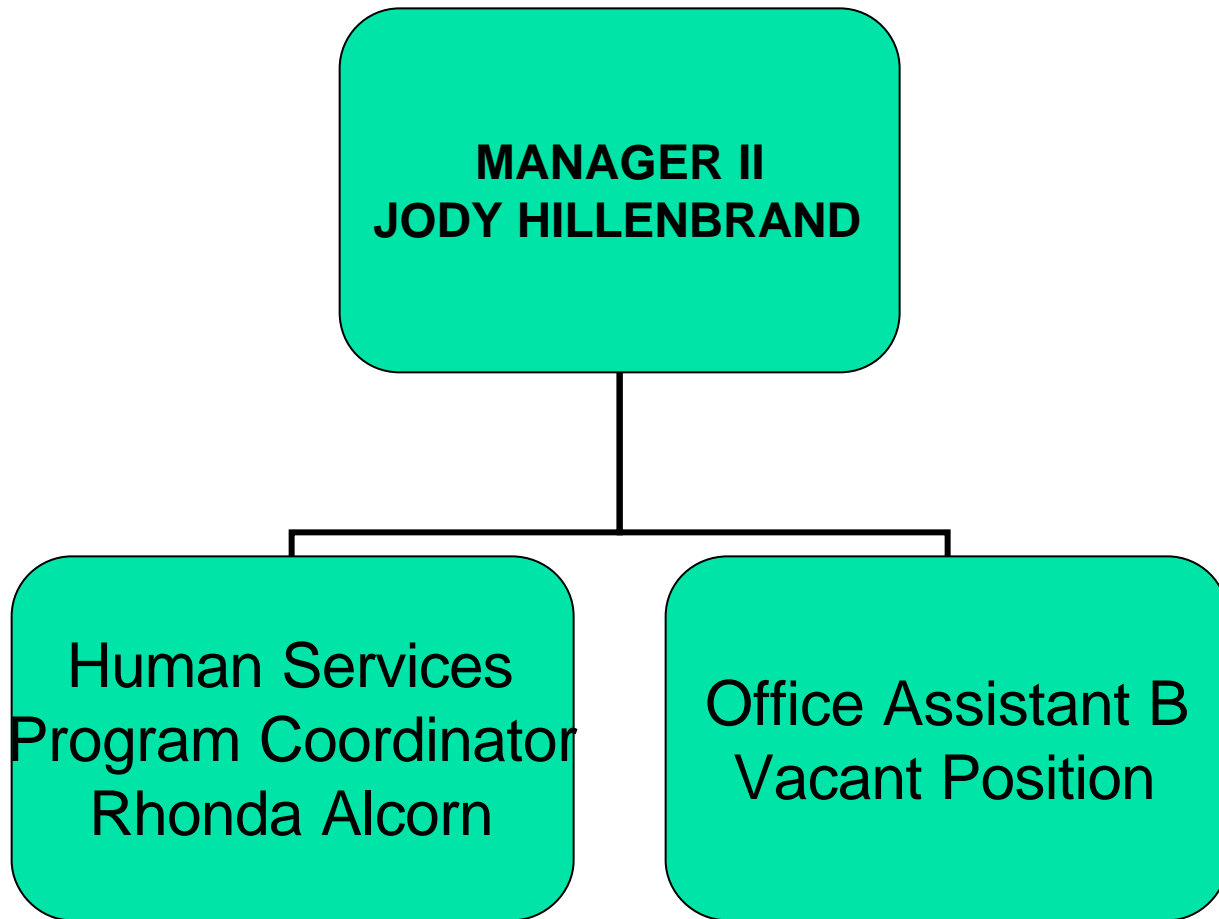 MANAGER II
JODY HILLENBRAND
Human Services
Program Coordinator
Rhonda Alcorn
Office Assistant B
Vacant Position